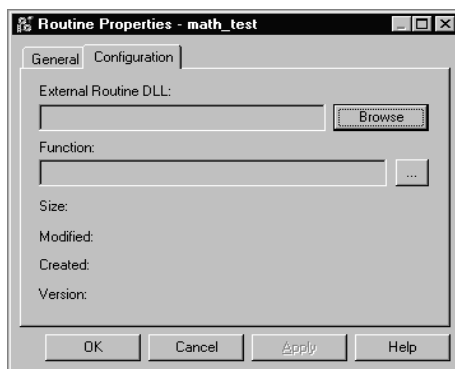 Routine Properties - math_test
General Configuration
External Routine DLL:
Browse
Function:
...
Size:
Modified:
Created:
Version:
OK Cancel Apply Help